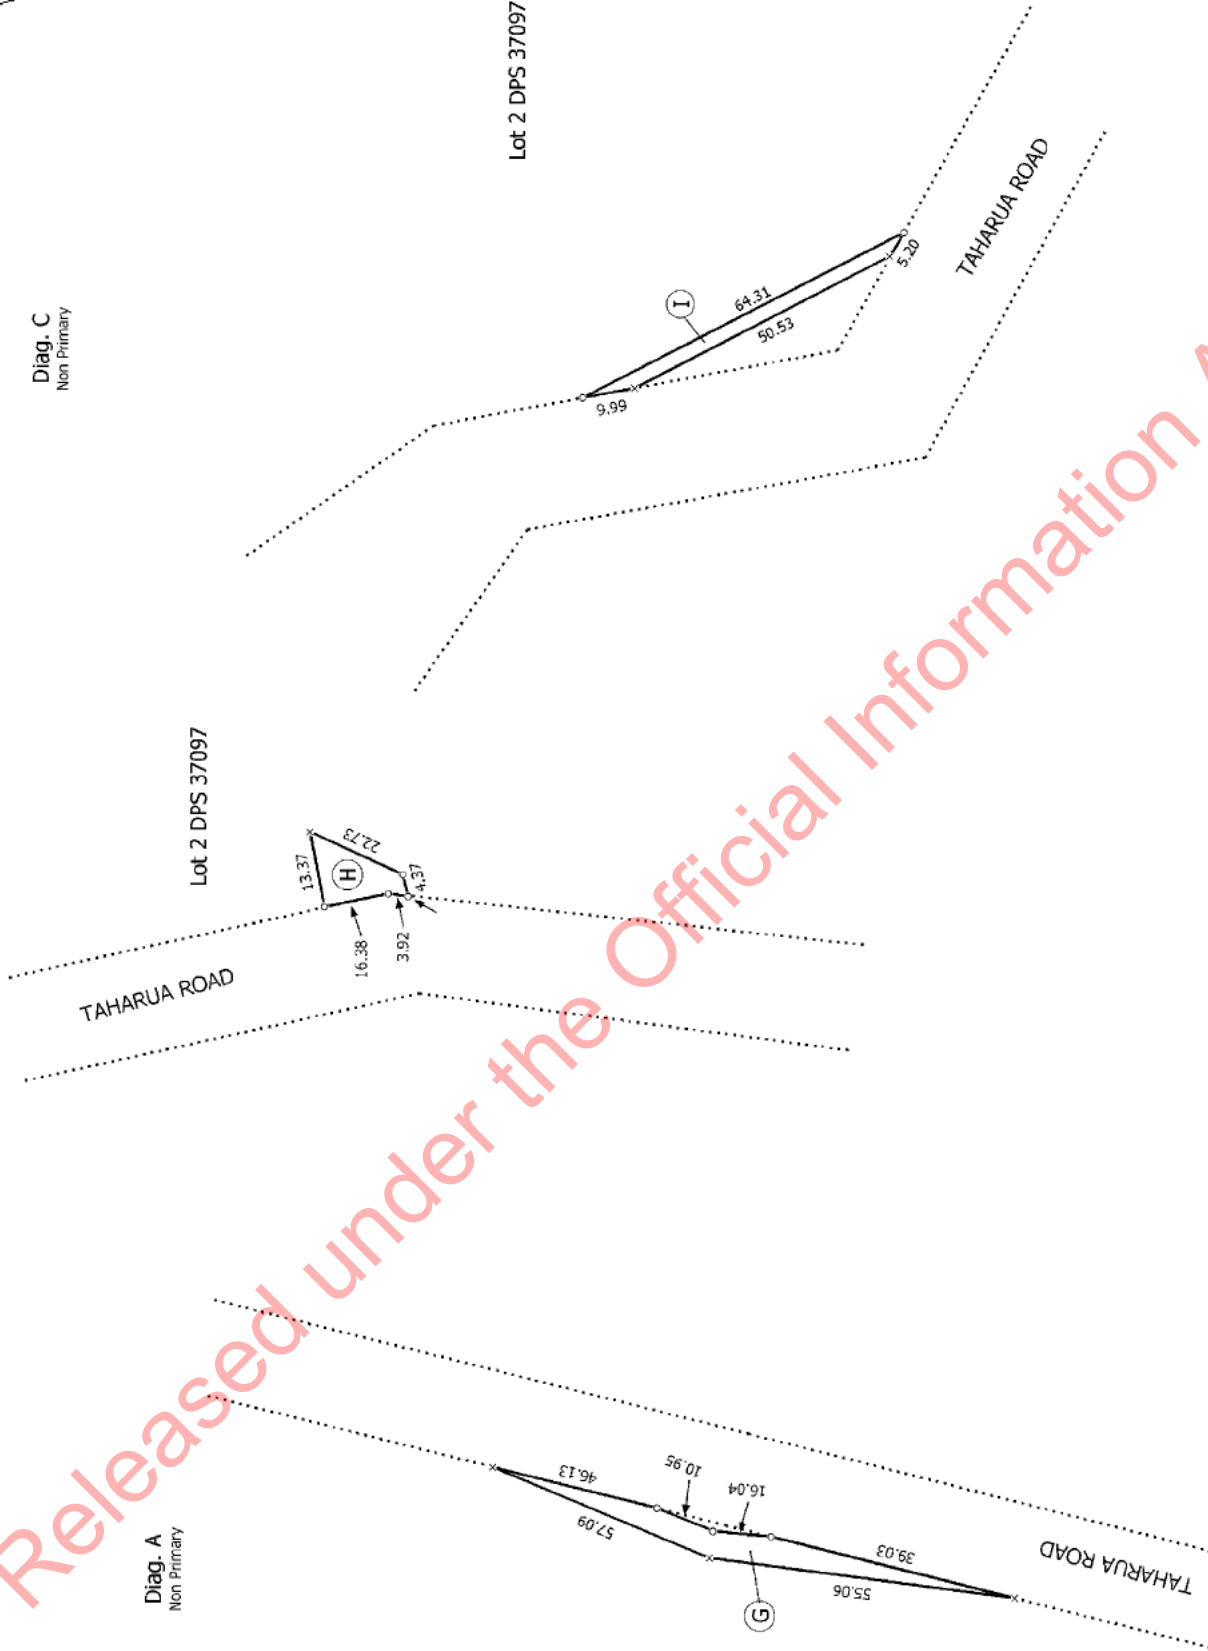 Diag. C
Non Primary
Lot 2 DPS 37097
I
64.31
50.53
9.99
5.20
TAHARUA ROAD
Lot 2 DPS 37097
13.37
22.73
H
4.37
16.38
3.92
TAHARUA ROAD
Diag. A
Non Primary
46.13
57.09
10.95
16.04
39.03
55.06
G
TAHARUA ROAD
TAHARUA ROAD
Released under the Official Information